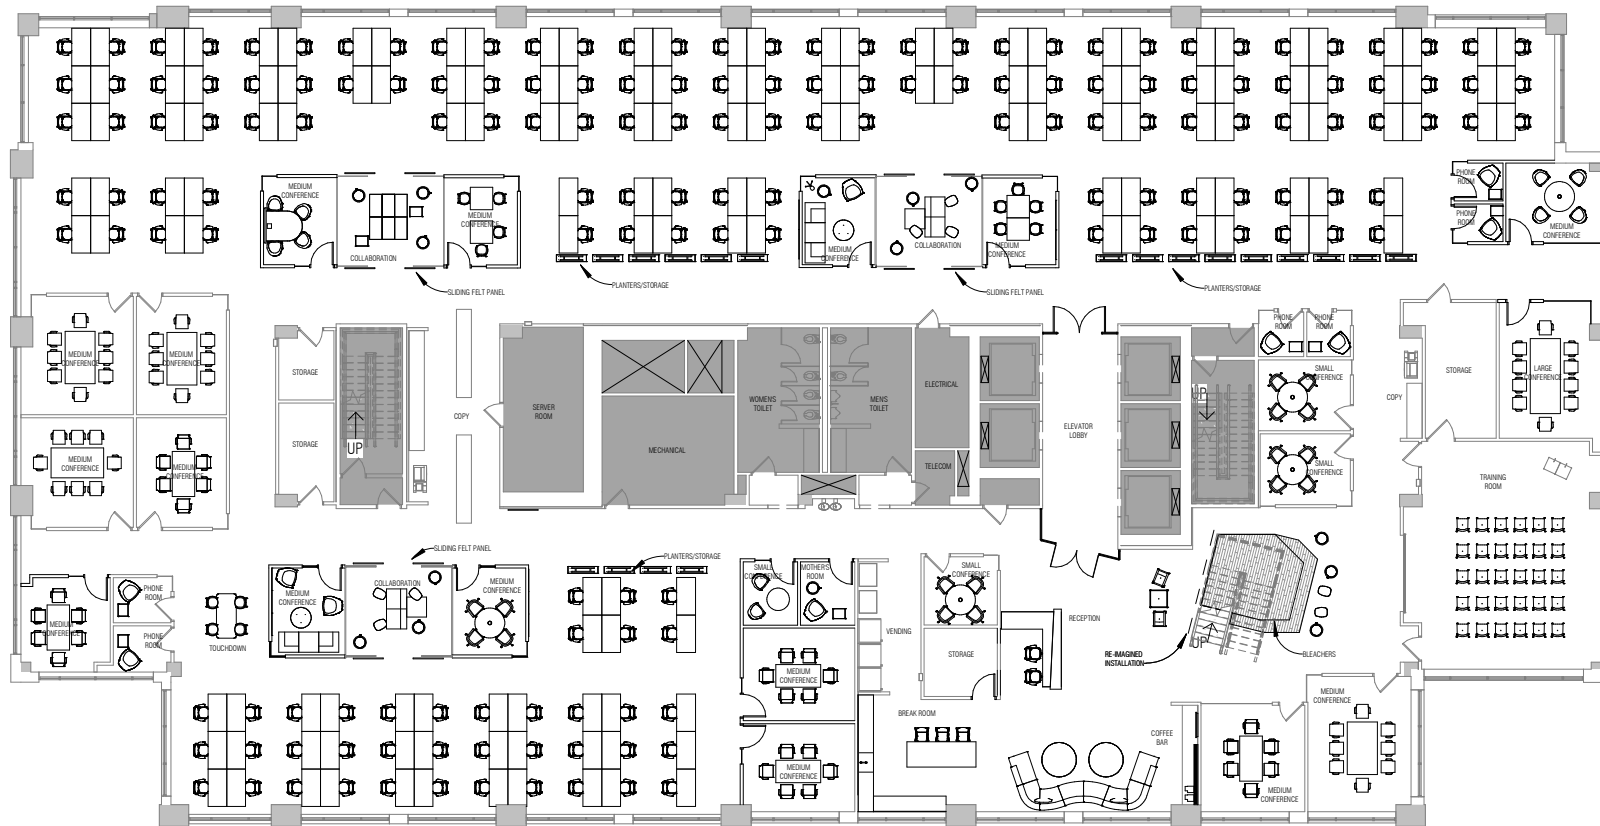 MEDIUM
CONFERENCE
COLLABORATION
MEDIUM
CONFERENCE
MEDIUM
CONFERENCE
COLLABORATION
MEDIUM
CONFERENCE
PHONE
ROOM
PHONE
ROOM
MEDIUM
CONFERENCE
SLIDING FELT PANEL
PLANTERS/STORAGE
SLIDING FELT PANEL
PLANTERS/STORAGE
MEDIUM
CONFERENCE
MEDIUM
CONFERENCE
MEDIUM
CONFERENCE
MEDIUM
CONFERENCE
STORAGE
STORAGE
UP
COPY
SERVER
ROOM
MECHANICAL
WOMENS
TOILET
MENS
TOILET
ELECTRICAL
TELECOM
ELEVATOR
LOBBY
UP
PHONE
ROOM
PHONE
ROOM
SMALL
CONFERENCE
SMALL
CONFERENCE
COPY
STORAGE
LARGE
CONFERENCE
TRAINING
ROOM
SLIDING FELT PANEL
PLANTERS/STORAGE
MEDIUM
CONFERENCE
PHONE
ROOM
PHONE
ROOM
TOUCHDOWN
MEDIUM
CONFERENCE
COLLABORATION
MEDIUM
CONFERENCE
SMALL
CONFERENCE
MOTHERS
ROOM
VENDING
SMALL
CONFERENCE
STORAGE
RECEPTION
RE-IMAGINED
INSTALLATION
UP
BLEACHERS
MEDIUM
CONFERENCE
MEDIUM
CONFERENCE
BREAK ROOM
COFFEE
BAR
MEDIUM
CONFERENCE
MEDIUM
CONFERENCE